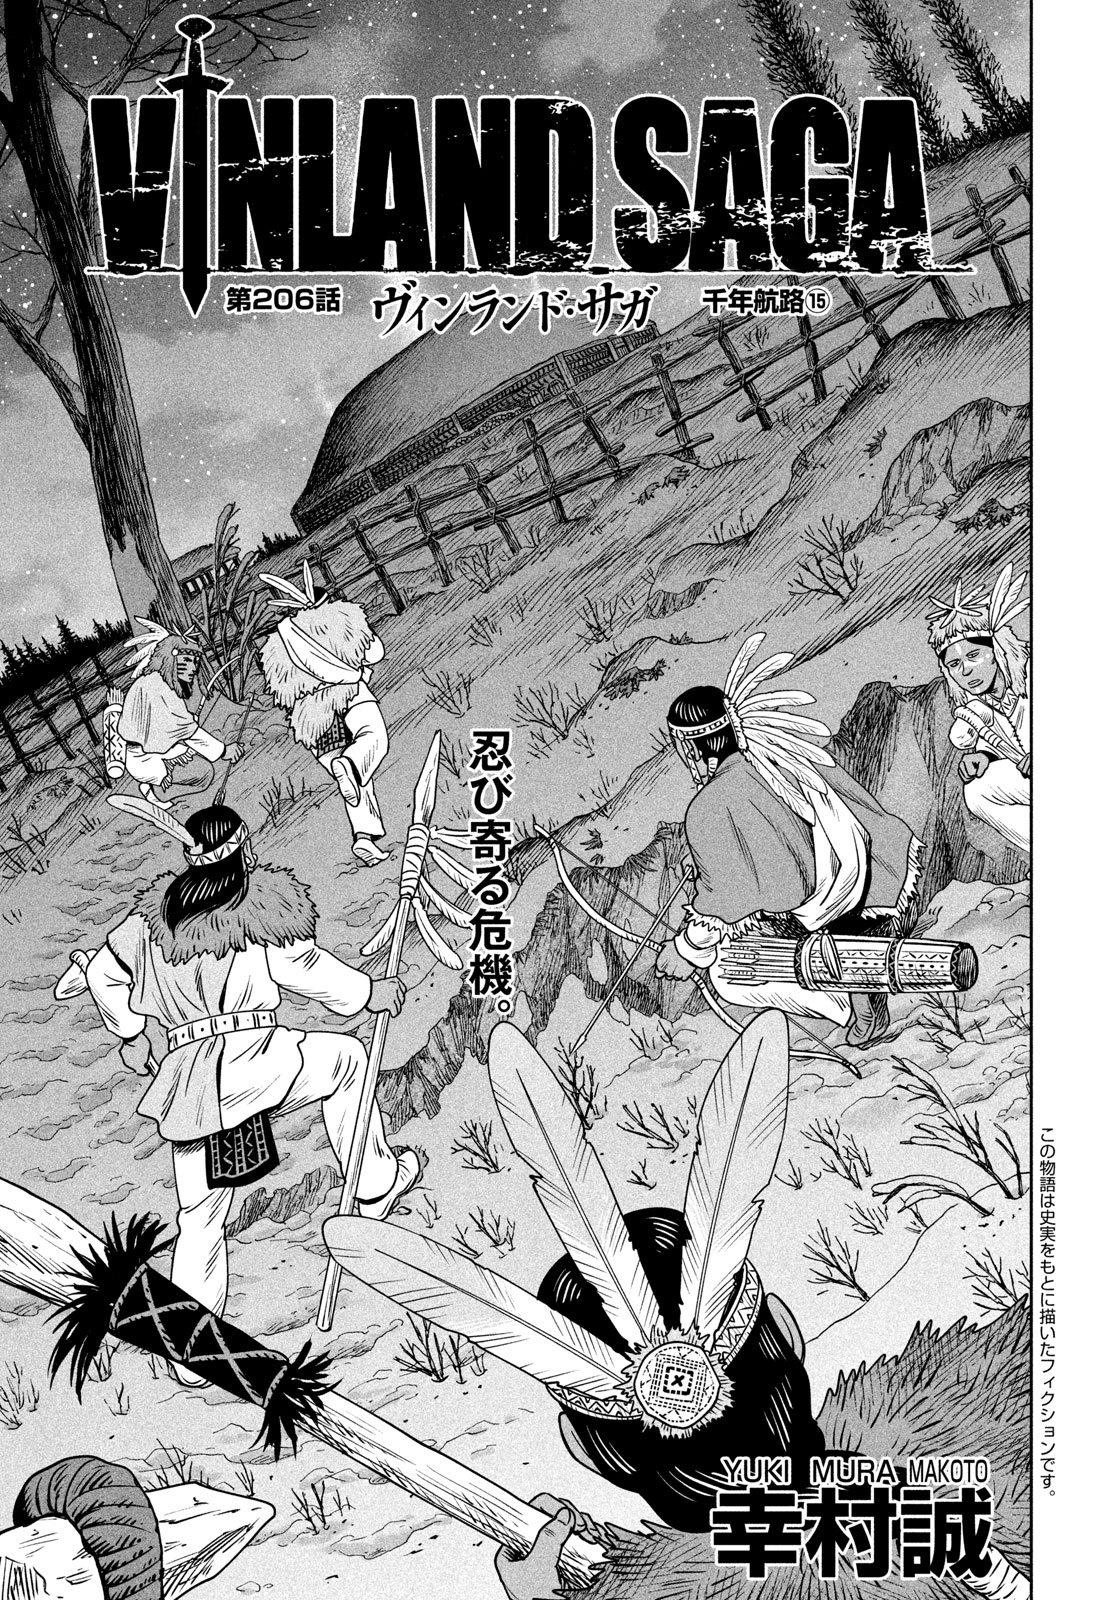 VINLAND SAGA
第206話 ヴィンランド・サガ 千年航路⑮
忍び寄る危機。
この物語は史実をもとに描いたフィクションです。
YUKI MURA MAKOTO
幸村誠